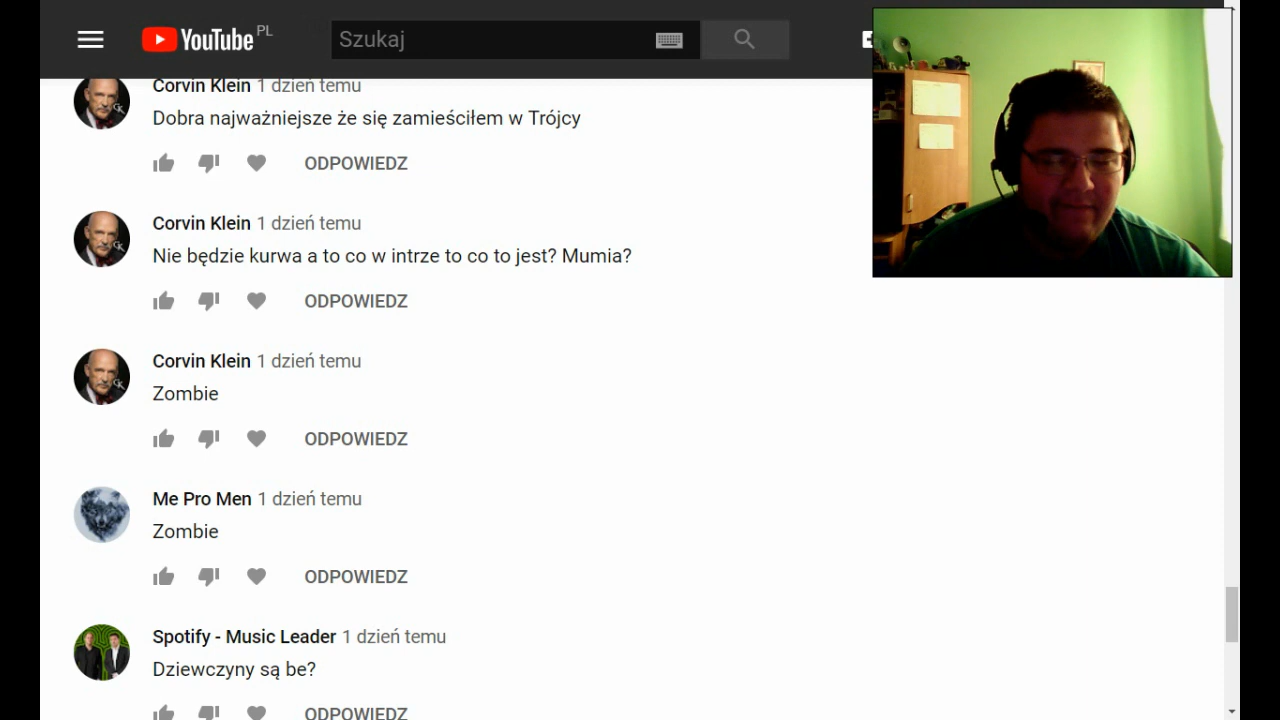 YouTube PL
Szukaj
Corvin Klein 1 dzień temu
Dobra najważniejsze że się zamieściłem w Trójcy
ODPOWIEDZ
Corvin Klein 1 dzień temu
Nie będzie kurwa a to co w intrze to co to jest? Mumia?
ODPOWIEDZ
Corvin Klein 1 dzień temu
Zombie
ODPOWIEDZ
Me Pro Men 1 dzień temu
Zombie
ODPOWIEDZ
Spotify - Music Leader 1 dzień temu
Dziewczyny są be?
ODPOWIEDZ